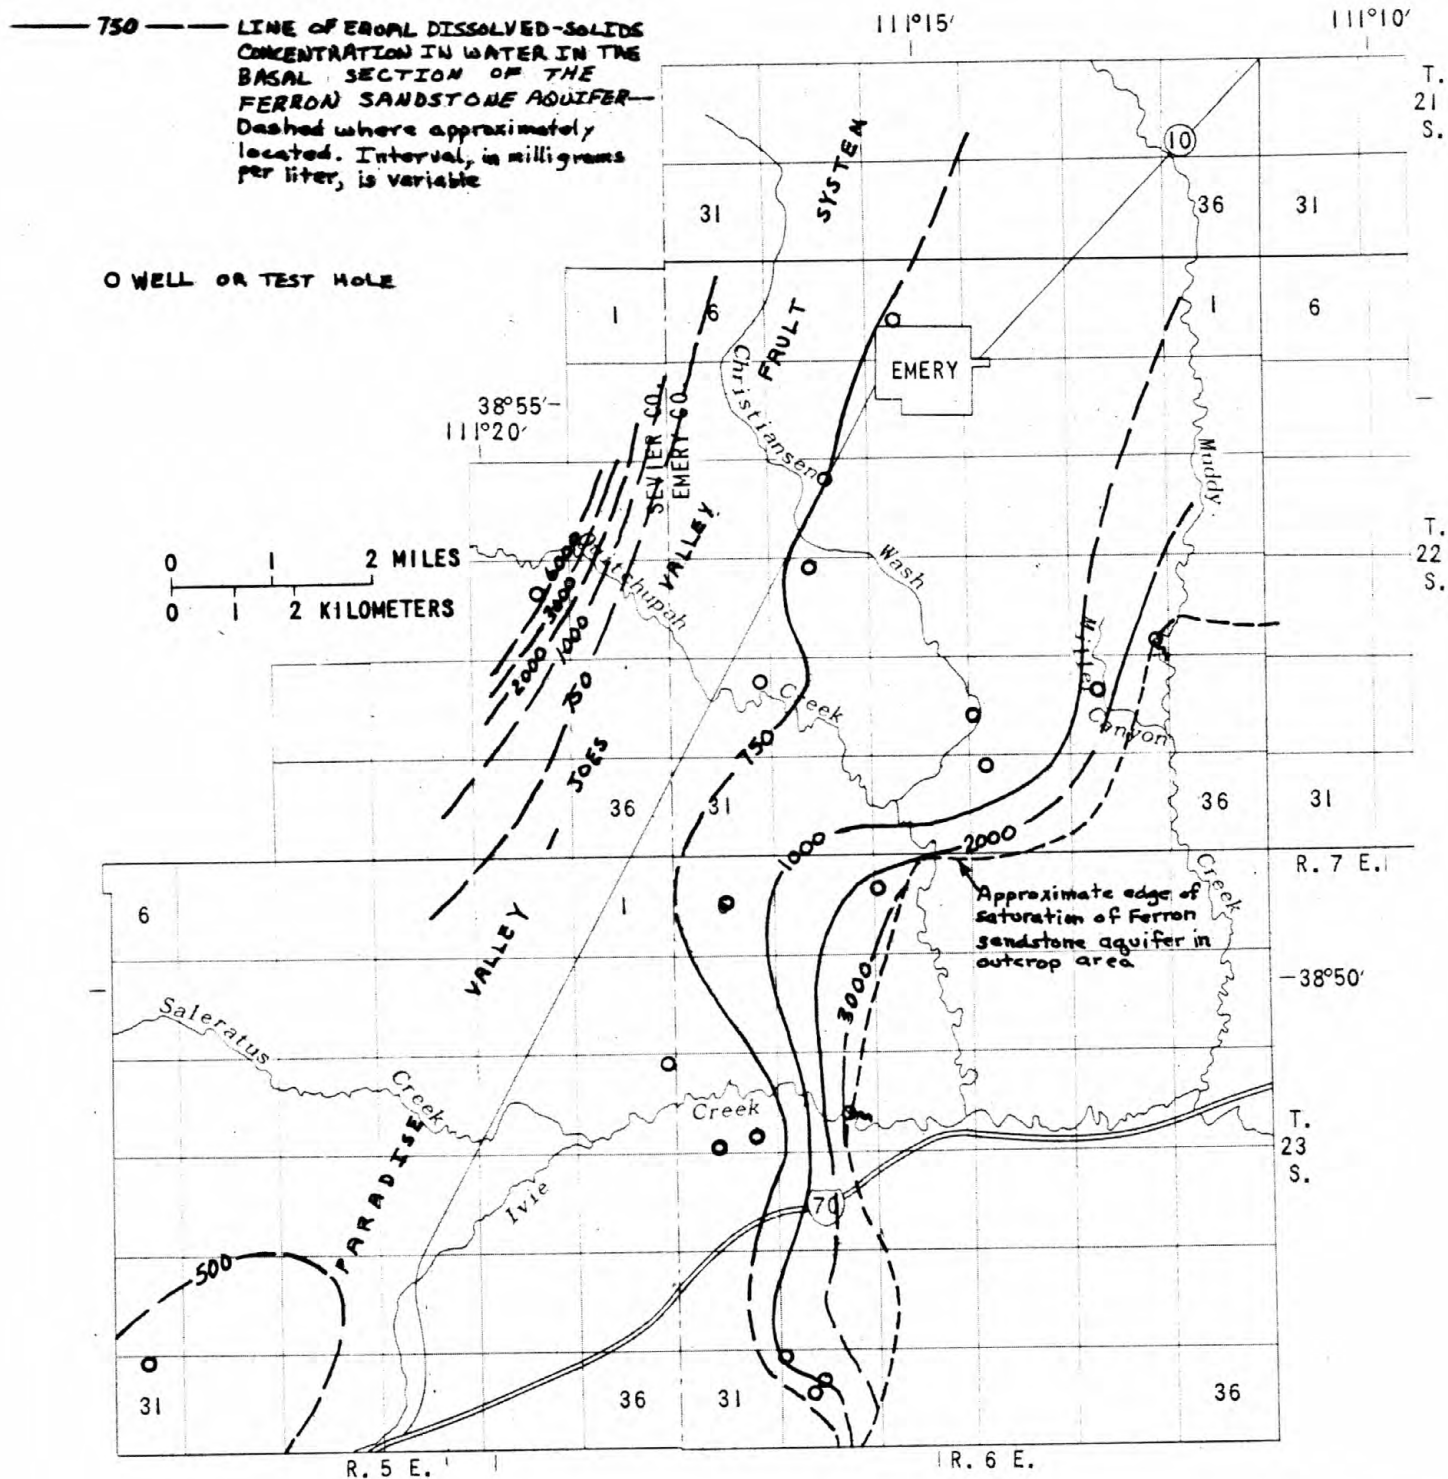 750
LINE OF EQUAL DISSOLVED-SOLIDS
CONCENTRATION IN WATER IN THE
BASAL SECTION OF THE
FERRON SANDSTONE AQUIFER—
Dashed where approximately
located. Interval, in milligrams
per liter, is variable
O WELL OR TEST HOLE
111°15′
111°10′
T.
21
S.
10
SYSTEM
31
36
31
1
6
FAULT
1
6
EMERY
Christiansen
38°55′
111°20′
SEVIER CO.
EMERY CO.
Muddy
VALLEY
T.
22
S.
0 1 2 MILES
0 1 2 KILOMETERS
6000
3000
2000
1000
750
Quitchupah
Wash
Willow
Creek
Canyon
750
JOES
36
31
36
31
1000
2000
R. 7 E.
6
1
Approximate edge of
saturation of Ferron
sandstone aquifer in
outcrop area
Creek
VALLEY
3000
38°50′
Saleratus
Creek
Creek
T.
23
S.
PARADISE
Ivie
70
500
31
36
31
36
R. 5 E.
R. 6 E.